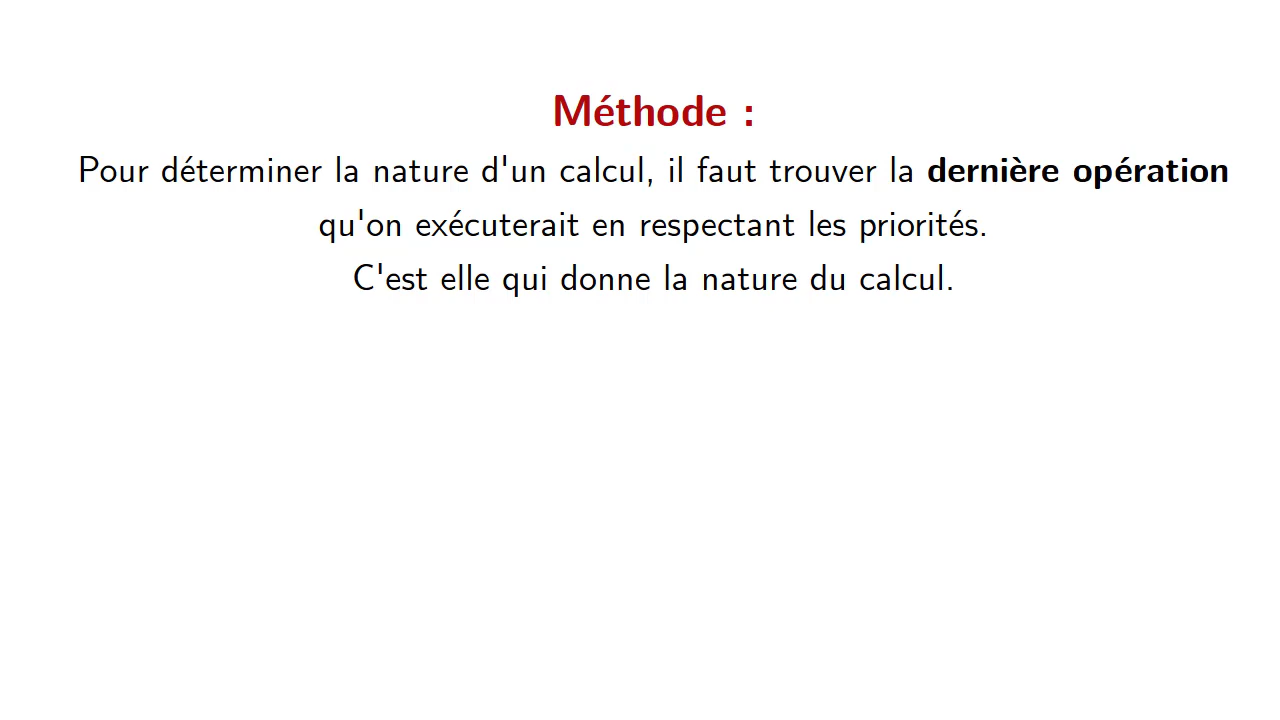 Méthode :
Pour déterminer la nature d'un calcul, il faut trouver la dernière opération
qu'on exécuterait en respectant les priorités.
C'est elle qui donne la nature du calcul.